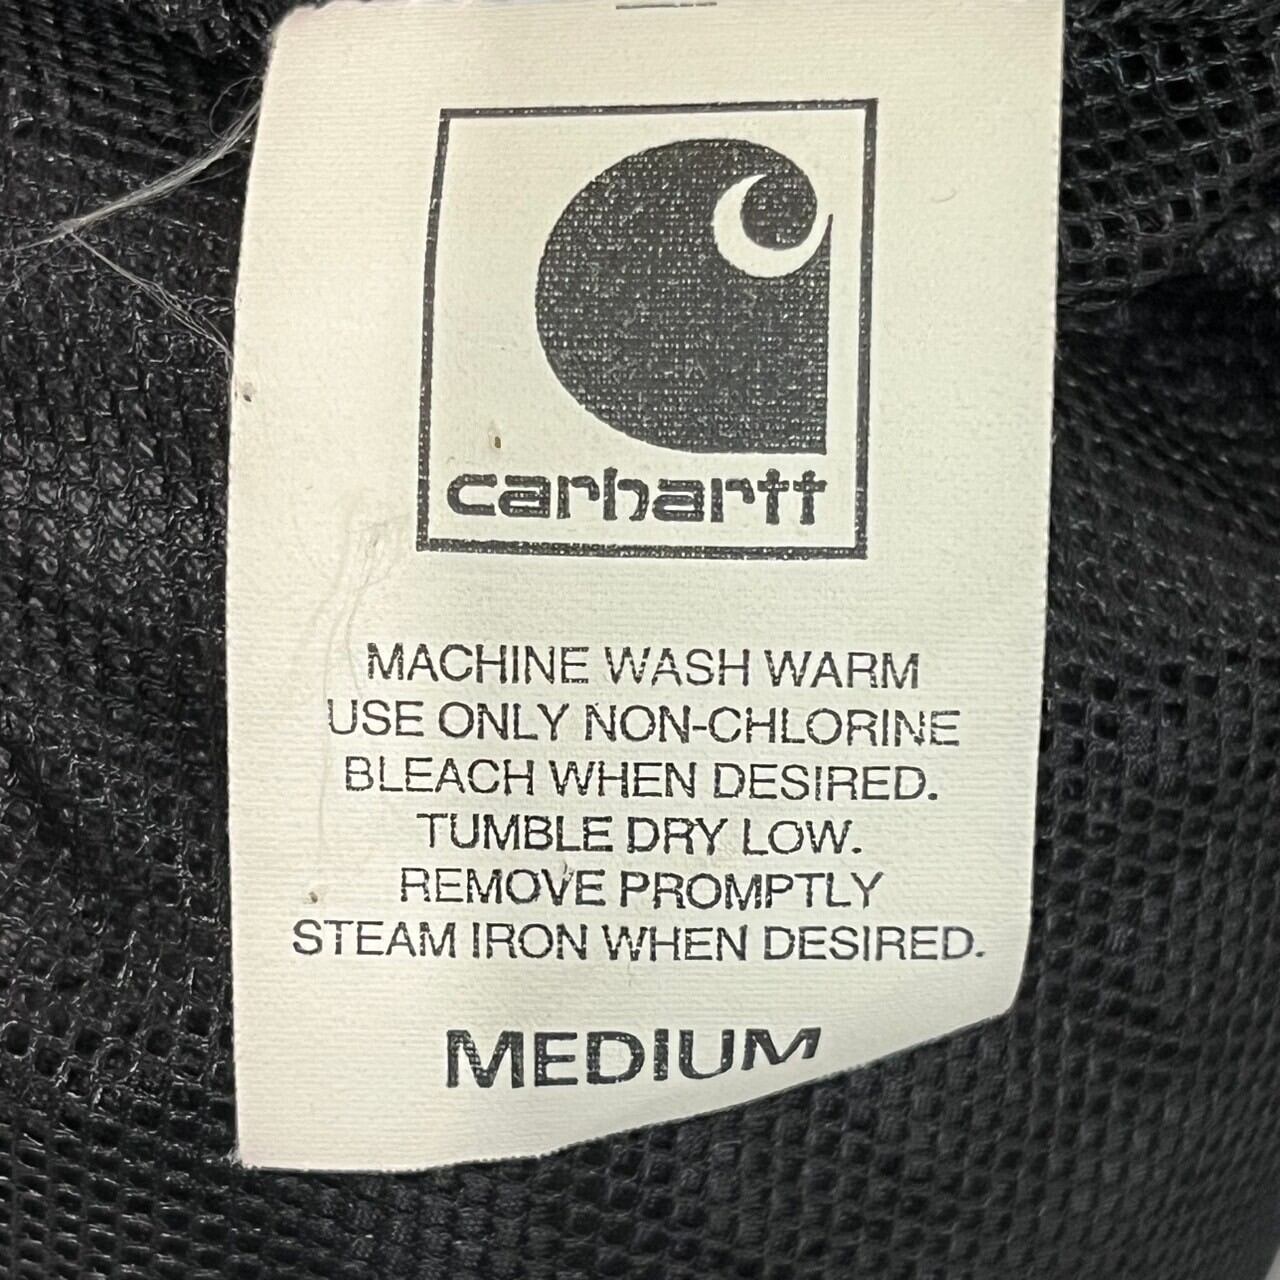 carhartt
MACHINE WASH WARM
USE ONLY NON-CHLORINE
BLEACH WHEN DESIRED.
TUMBLE DRY LOW.
REMOVE PROMPTLY
STEAM IRON WHEN DESIRED.
MEDIUM